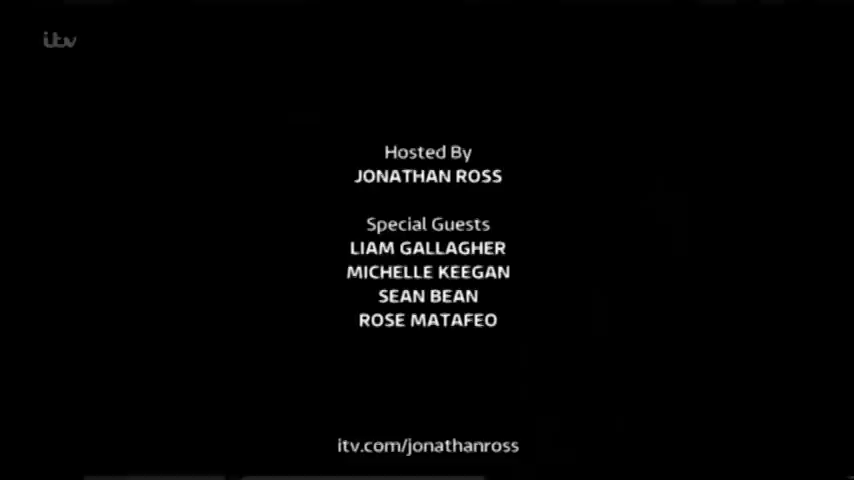 itv
Hosted By
JONATHAN ROSS
Special Guests
LIAM GALLAGHER
MICHELLE KEEGAN
SEAN BEAN
ROSE MATAFEO
itv.com/jonathanross